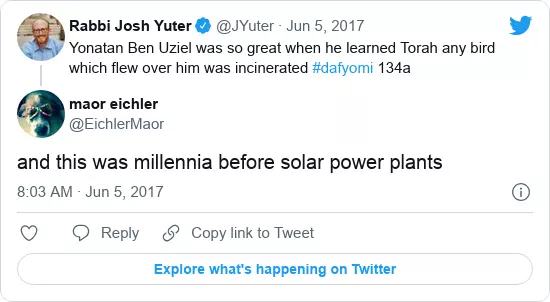 Rabbi Josh Yuter @JYuter · Jun 5, 2017
Yonatan Ben Uziel was so great when he learned Torah any bird
which flew over him was incinerated #dafyomi 134a
maor eichler
@EichlerMaor
and this was millennia before solar power plants
8:03 AM · Jun 5, 2017
Reply Copy link to Tweet
Explore what's happening on Twitter